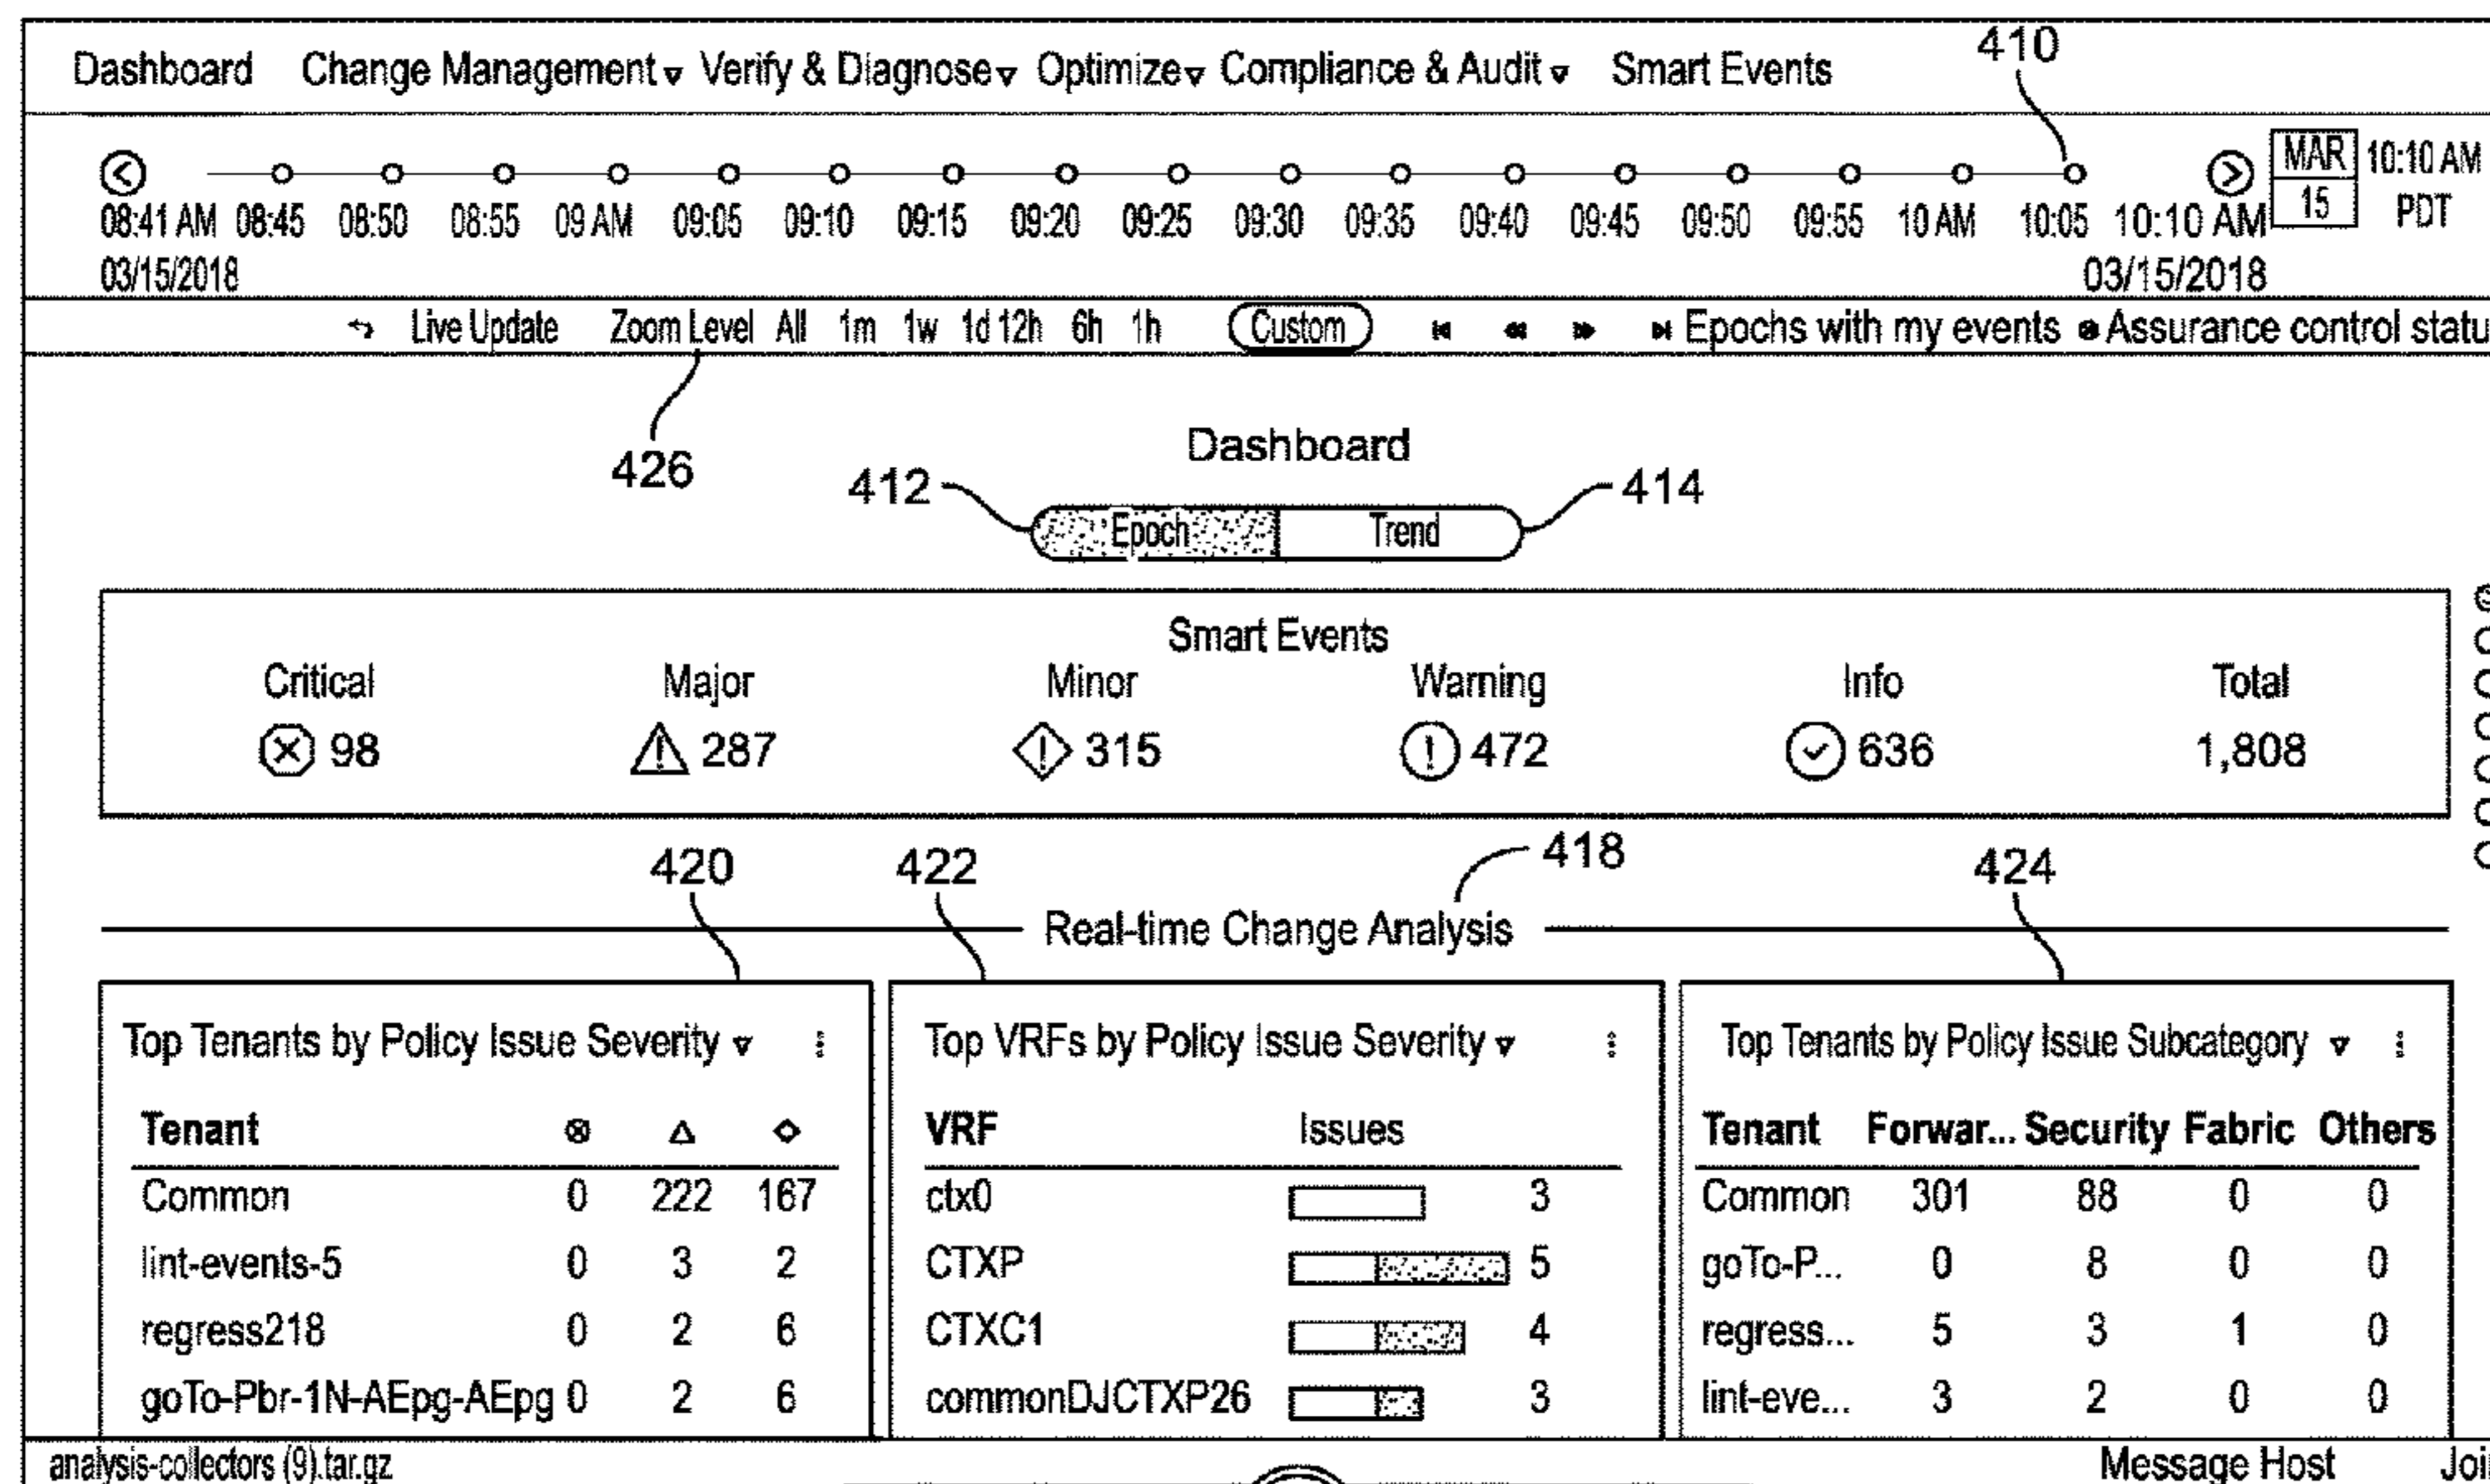 410
Dashboard Change Management Verify & Diagnose Optimize Compliance & Audit Smart Events
MAR 10:10 AM
15 PDT
08:41 AM 08:45 08:50 08:55 09 AM 09:05 09:10 09:15 09:20 09:25 09:30 09:35 09:40 09:45 09:50 09:55 10 AM 10:05 10:10 AM
03/15/2018 03/15/2018
Live Update Zoom Level All 1m 1w 1d 12h 6h 1h Custom Epochs with my events Assurance control statu
426
Dashboard
412 414
Epoch Trend
Smart Events
Critical Major Minor Warning Info Total
98 287 315 472 636 1,808
420 422 418 424
Real-time Change Analysis
Top Tenants by Policy Issue Severity
Tenant
Common 0 222 167
lint-events-5 0 3 2
regress218 0 2 6
goTo-Pbr-1N-AEpg-AEpg 0 2 6
Top VRFs by Policy Issue Severity
VRF Issues
ctx0 3
CTXP 5
CTXC1 4
commonDJCTXP26 3
Top Tenants by Policy Issue Subcategory
Tenant Forwar... Security Fabric Others
Common 301 88 0 0
goTo-P... 0 8 0 0
regress... 5 3 1 0
lint-eve... 3 2 0 0
analysis-collectors (9).tar.gz Message Host Joi